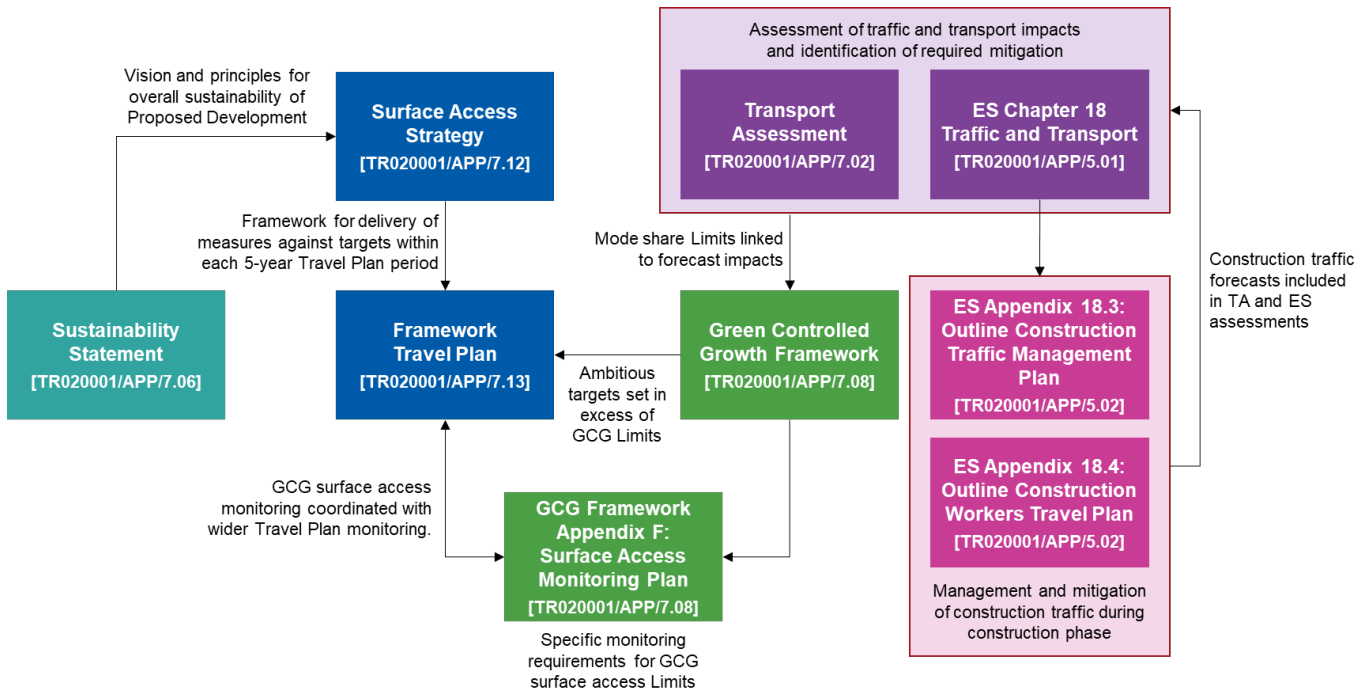 Assessment of traffic and transport impacts
and identification of required mitigation
Vision and principles for
overall sustainability of
Proposed Development
Surface Access
Strategy
[TR020001/APP/7.12]
Transport
Assessment
[TR020001/APP/7.02]
ES Chapter 18
Traffic and Transport
[TR020001/APP/5.01]
Framework for delivery of
measures against targets within
each 5-year Travel Plan period
Mode share Limits linked
to forecast impacts
Construction traffic
forecasts included
in TA and ES
assessments
Sustainability
Statement
[TR020001/APP/7.06]
Framework
Travel Plan
[TR020001/APP/7.13]
Ambitious
targets set in
excess of
GCG Limits
Green Controlled
Growth Framework
[TR020001/APP/7.08]
ES Appendix 18.3:
Outline Construction
Traffic Management
Plan
[TR020001/APP/5.02]
GCG surface access
monitoring coordinated with
wider Travel Plan monitoring.
GCG Framework
Appendix F:
Surface Access
Monitoring Plan
[TR020001/APP/7.08]
ES Appendix 18.4:
Outline Construction
Workers Travel Plan
[TR020001/APP/5.02]
Specific monitoring
requirements for GCG
surface access Limits
Management and mitigation
of construction traffic during
construction phase